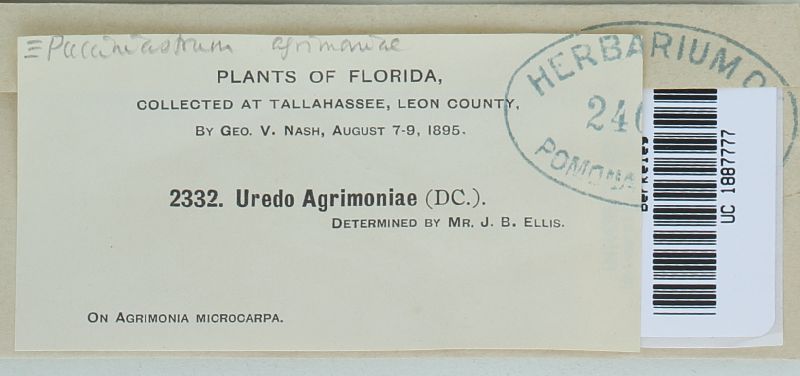 ≡ Pucciniastrum agrimoniae
PLANTS OF FLORIDA,
COLLECTED AT TALLAHASSEE, LEON COUNTY,
BY GEO. V. NASH, AUGUST 7-9, 1895.
2332. Uredo Agrimoniae (DC.).
DETERMINED BY MR. J. B. ELLIS.
ON AGRIMONIA MICROCARPA.
HERBARIUM
POMONA
Berkeley
UC 1887777